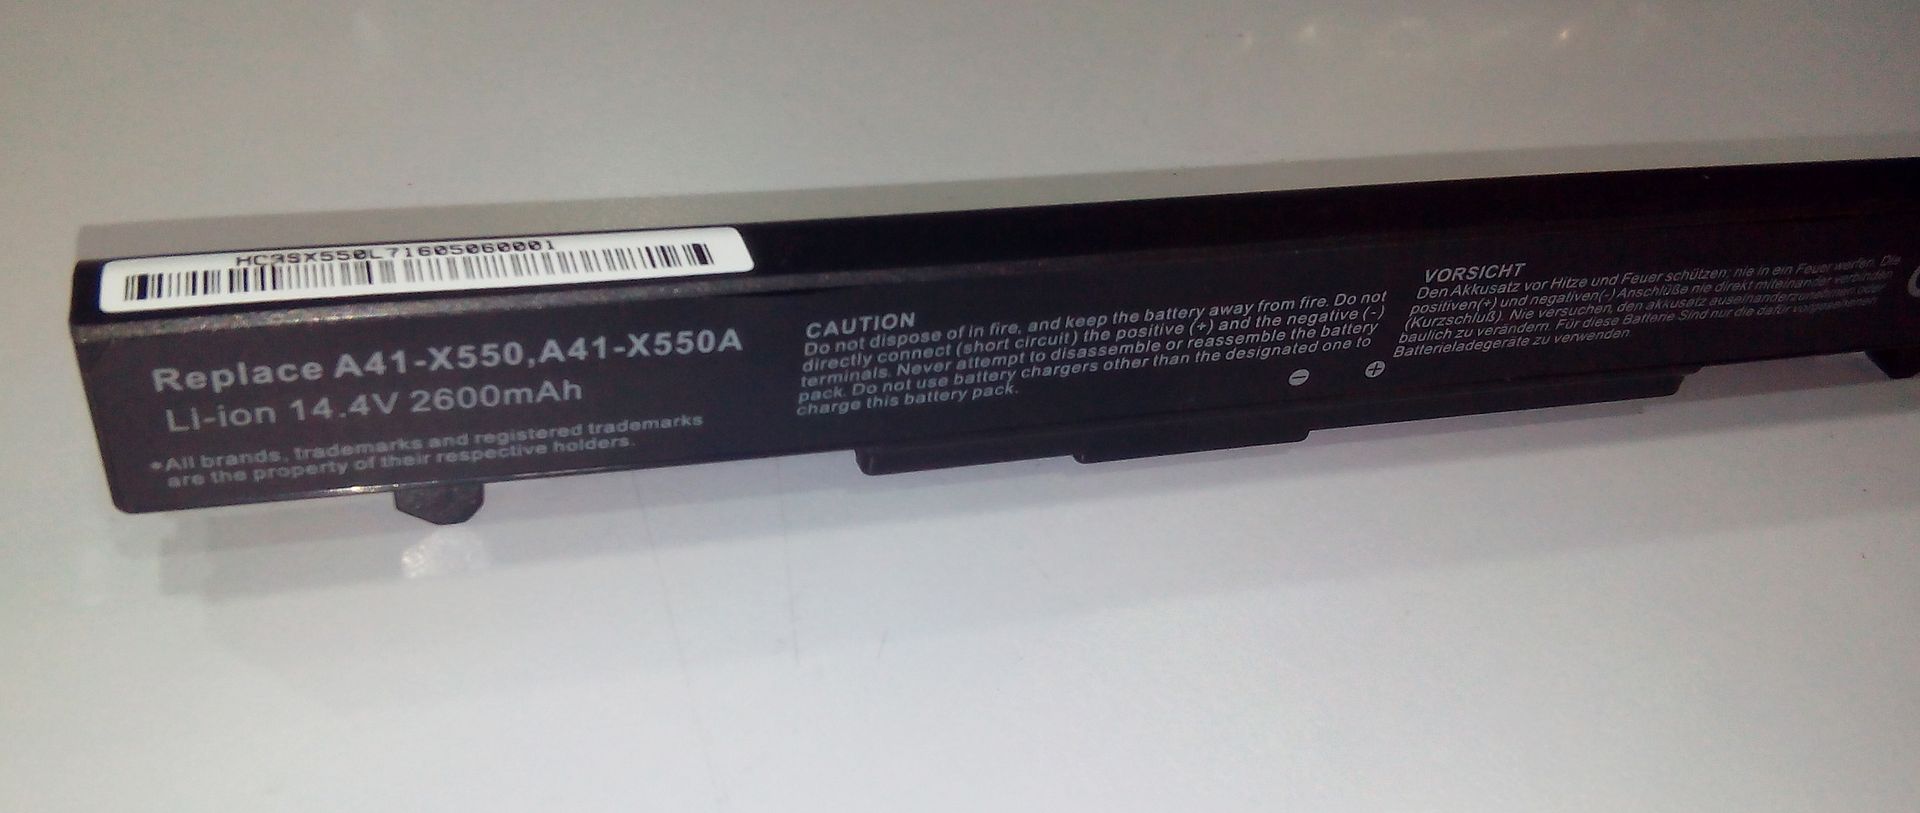 HC9SX550L71605060001
Replace A41-X550,A41-X550A
Li-ion 14.4V 2600mAh
*All brands, trademarks and registered trademarks
are the property of their respective holders.
CAUTION
Do not dispose of in fire, and keep the battery away from fire. Do not
directly connect (short circuit) the positive (+) and the negative (-)
terminals. Never attempt to disassemble or reassemble the battery
pack. Do not use battery chargers other than the designated one to
charge this battery pack.
- +
VORSICHT
Den Akkusatz vor Hitze und Feuer schützen; nie in ein Feuer werfen. Die
positiven(+) und negativen(-) Anschlüße nie direkt miteinander verbinden
(Kurzschluß). Nie versuchen, den akkusatz auseinanderzunehmen oder
baulich zu verändern. Für diese Batterie Sind nur die dafür vorgesehenen
Batterieladegeräte zu verwenden.